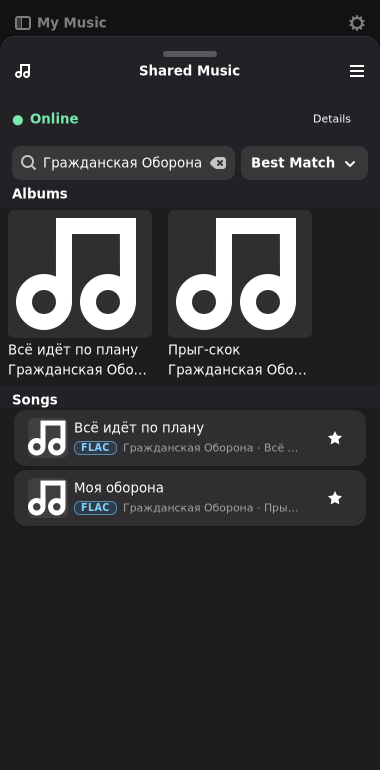 My Music
Shared Music
Online
Details
Гражданская Оборона
Best Match
Albums
Всё идёт по плану
Гражданская Обо...
Прыг-скок
Гражданская Обо...
Songs
Всё идёт по плану
FLAC Гражданская Оборона · Всё ...
Моя оборона
FLAC Гражданская Оборона · Пры...